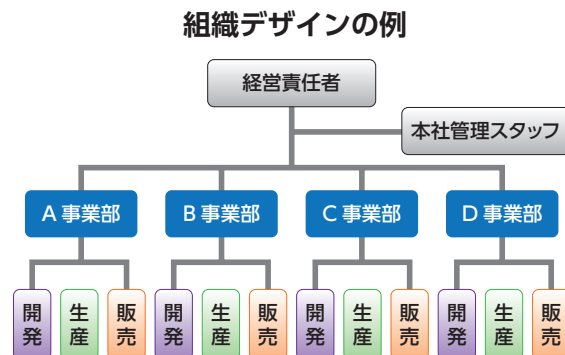 組織デザインの例
経営責任者
本社管理スタッフ
A 事業部
B 事業部
C 事業部
D 事業部
開発
生産
販売
開発
生産
販売
開発
生産
販売
開発
生産
販売